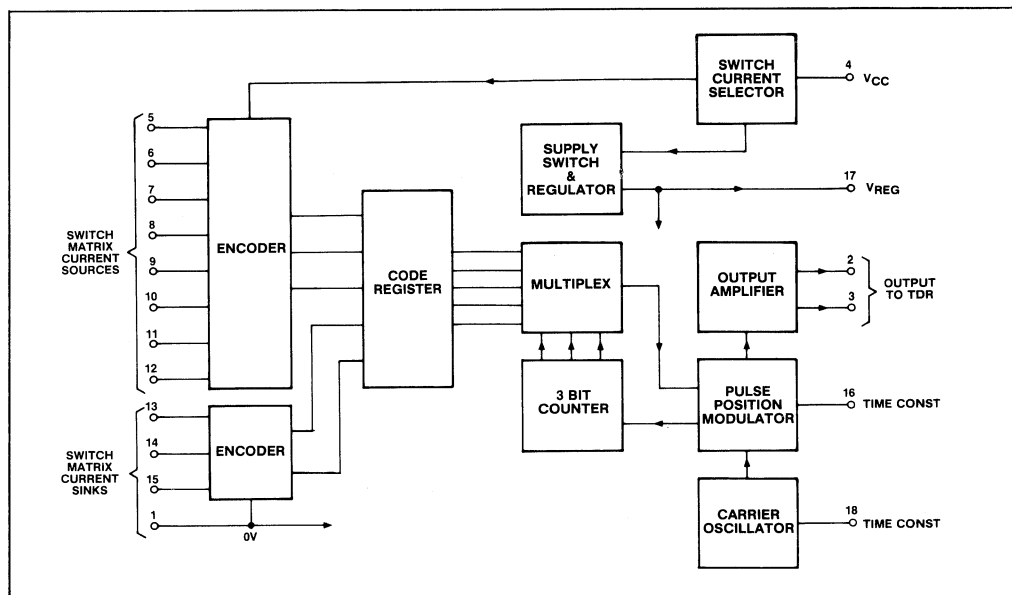 SWITCH
CURRENT
SELECTOR
4
VCC
SUPPLY
SWITCH
&
REGULATOR
17
VREG
5
6
7
8
9
10
11
12
SWITCH
MATRIX
CURRENT
SOURCES
ENCODER
CODE
REGISTER
MULTIPLEX
OUTPUT
AMPLIFIER
2
3
OUTPUT
TO TDR
3 BIT
COUNTER
PULSE
POSITION
MODULATOR
16
TIME CONST
13
14
15
1
SWITCH
MATRIX
CURRENT
SINKS
ENCODER
0V
CARRIER
OSCILLATOR
18
TIME CONST